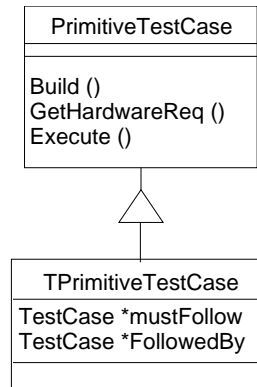 PrimitiveTestCase
Build ()
GetHardwareReq ()
Execute ()
TPrimitiveTestCase
TestCase *mustFollow
TestCase *FollowedBy